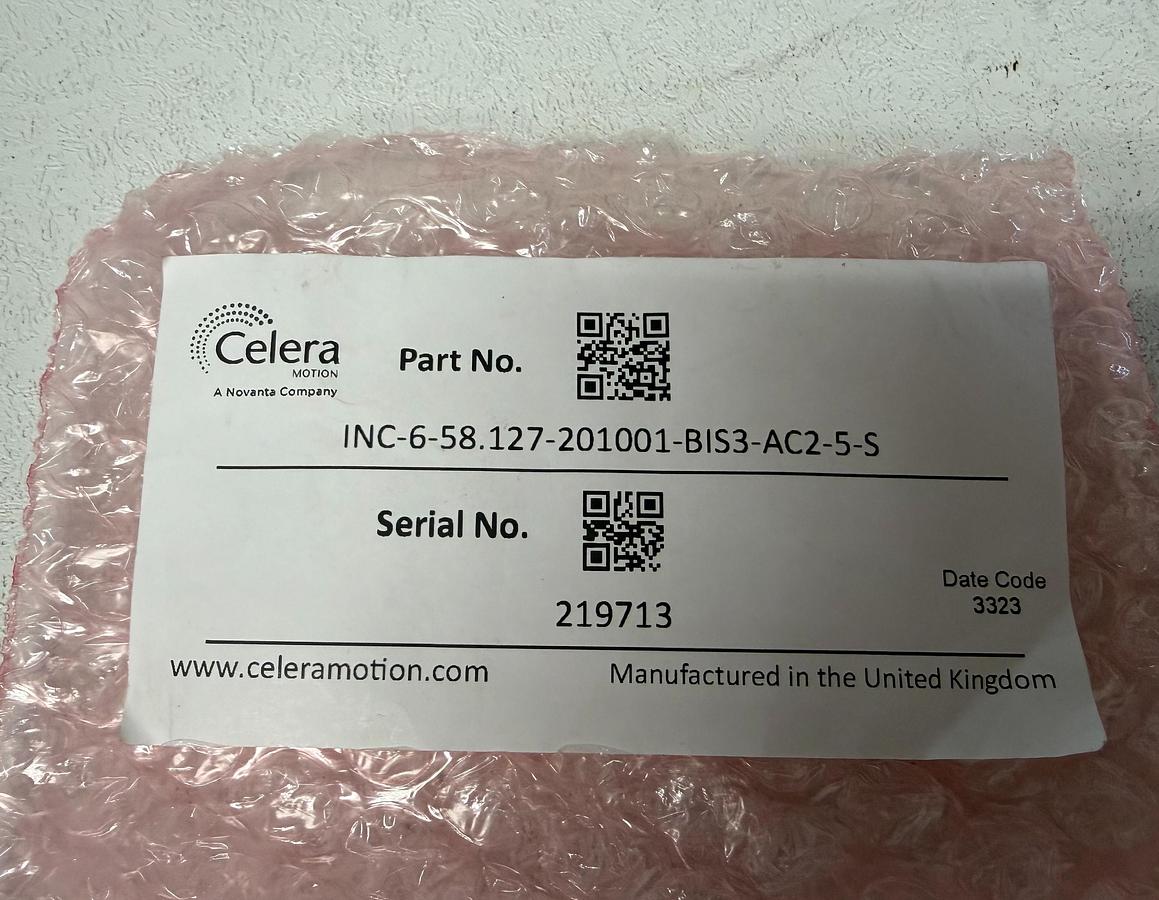 Celera
MOTION
A Novanta Company
Part No.
INC-6-58.127-201001-BIS3-AC2-5-S
Serial No.
219713
Date Code
3323
www.celeramotion.com
Manufactured in the United Kingdom